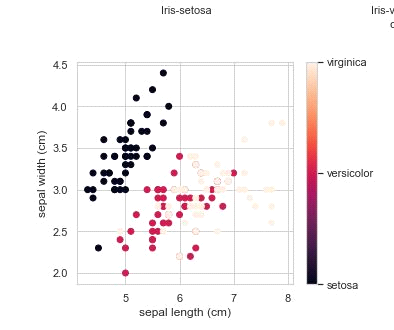 Iris-setosa
Iris-v
4.5
4.0
3.5
3.0
2.5
2.0
sepal width (cm)
5
6
7
8
sepal length (cm)
virginica
versicolor
setosa